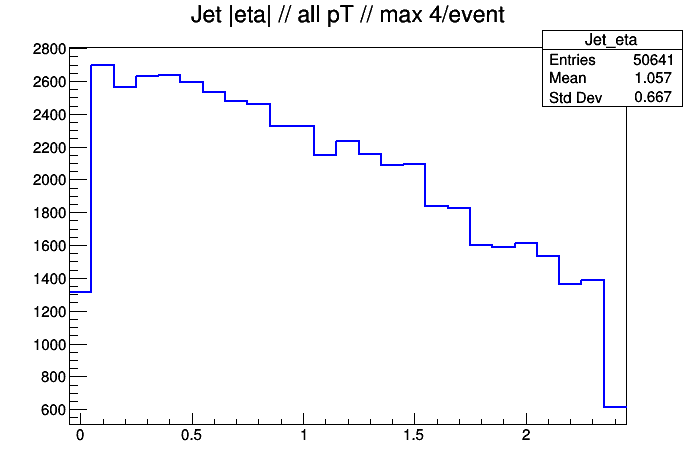 Jet |eta| // all pT // max 4/event
Jet_eta
Entries 50641
Mean 1.057
Std Dev 0.667
2800
2600
2400
2200
2000
1800
1600
1400
1200
1000
800
600
0 0.5 1 1.5 2